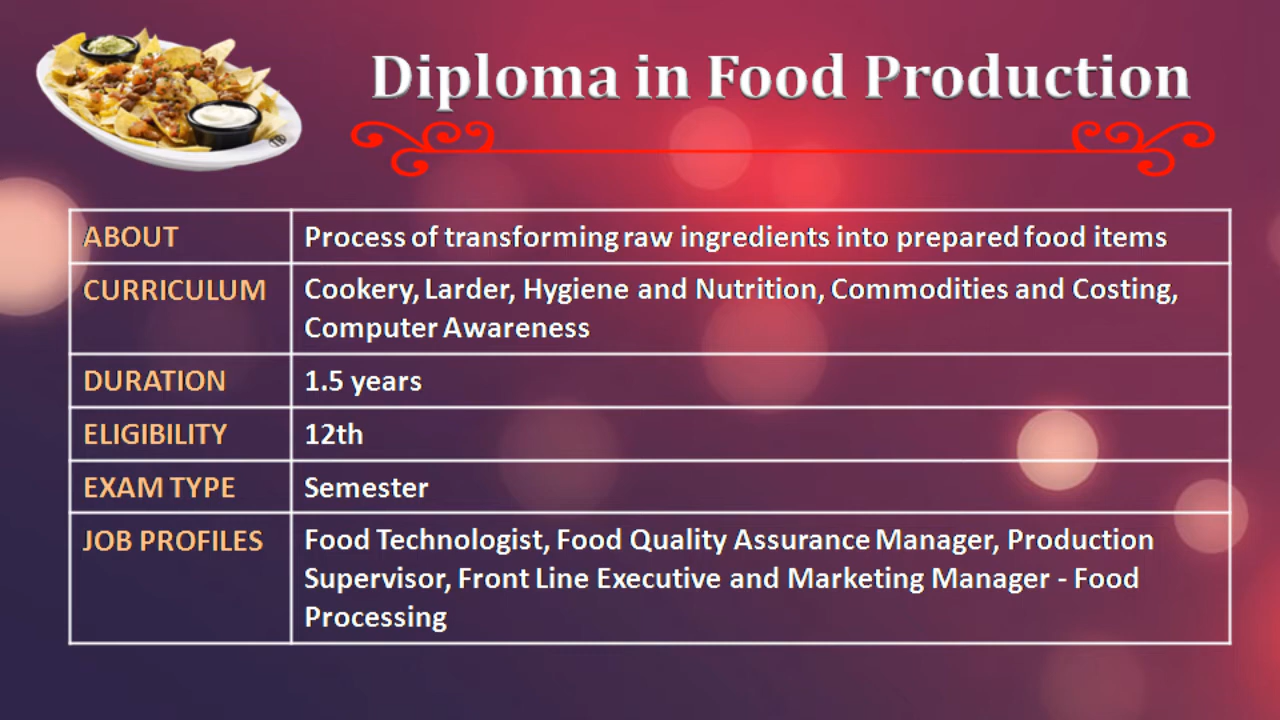 Diploma in Food Production
ABOUT
Process of transforming raw ingredients into prepared food items
CURRICULUM
Cookery, Larder, Hygiene and Nutrition, Commodities and Costing,
Computer Awareness
DURATION
1.5 years
ELIGIBILITY
12th
EXAM TYPE
Semester
JOB PROFILES
Food Technologist, Food Quality Assurance Manager, Production
Supervisor, Front Line Executive and Marketing Manager - Food
Processing